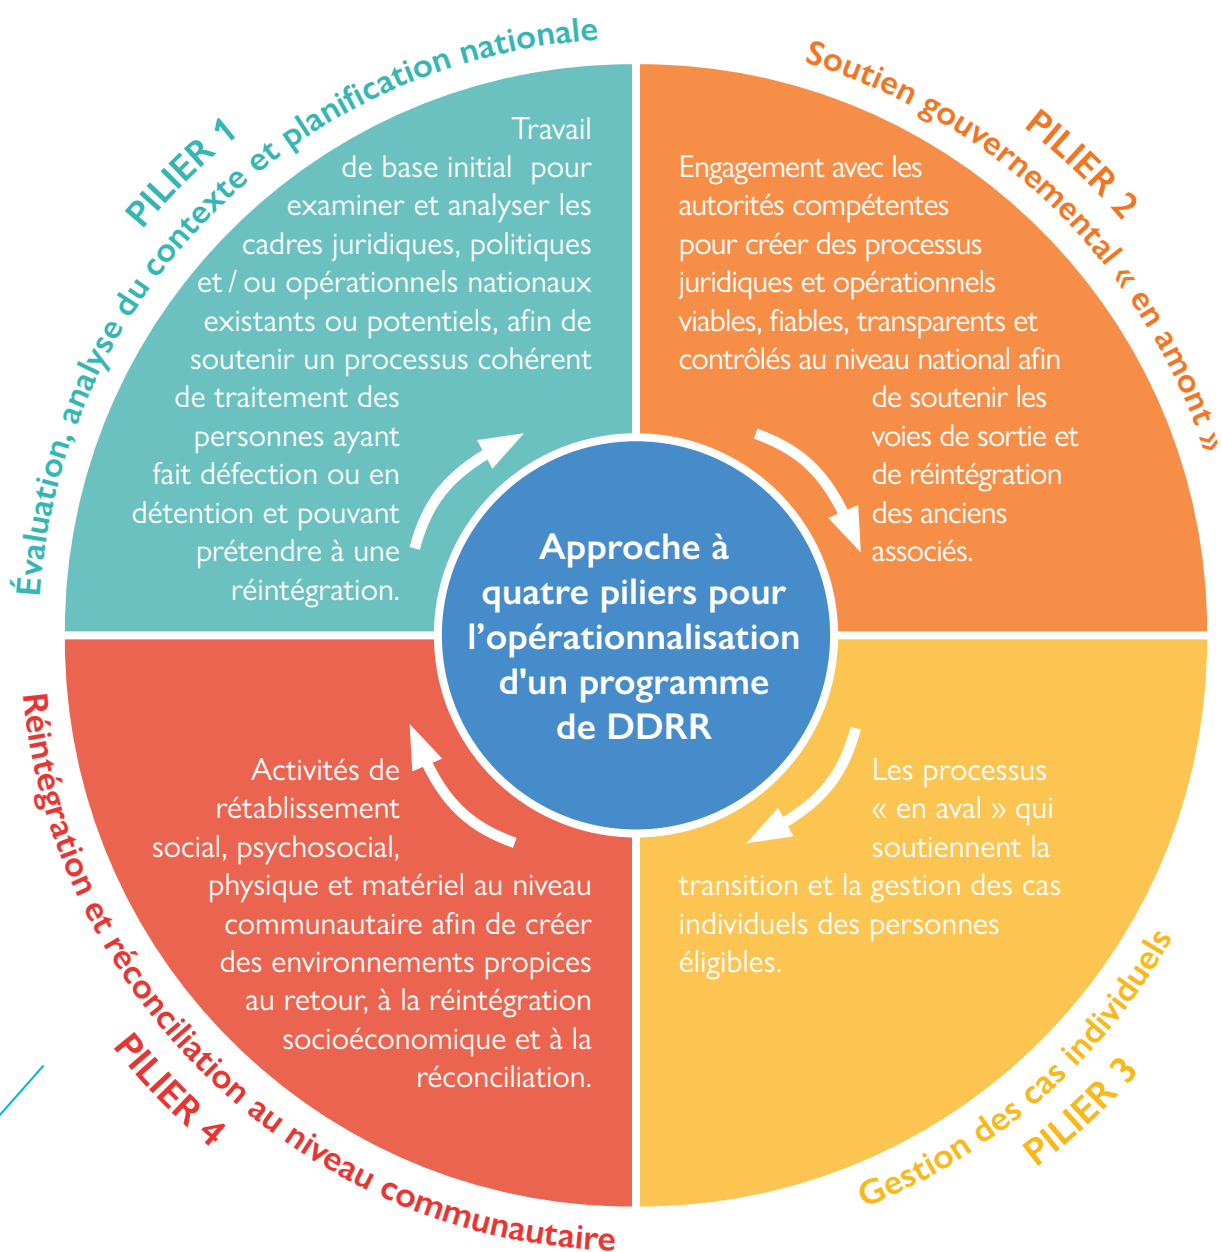 PILIER 1
Évaluation, analyse du contexte et planification nationale
Travail
de base initial pour
examiner et analyser les
cadres juridiques, politiques
et / ou opérationnels nationaux
existants ou potentiels, afin de
soutenir un processus cohérent
de traitement des
personnes ayant
fait défection ou en
détention et pouvant
prétendre à une
réintégration.
PILIER 2
Soutien gouvernemental « en amont »
Engagement avec les
autorités compétentes
pour créer des processus
juridiques et opérationnels
viables, fiables, transparents et
contrôlés au niveau national afin
de soutenir les
voies de sortie et
de réintégration
des anciens
associés.
Approche à
quatre piliers pour
l’opérationnalisation
d'un programme
de DDRR
Les processus
« en aval » qui
soutiennent la
transition et la gestion des cas
individuels des personnes
éligibles.
Gestion des cas individuels
PILIER 3
Activités de
rétablissement
social, psychosocial,
physique et matériel au niveau
communautaire afin de créer
des environnements propices
au retour, à la réintégration
socioéconomique et à la
réconciliation.
Réintégration et réconciliation au niveau communautaire
PILIER 4